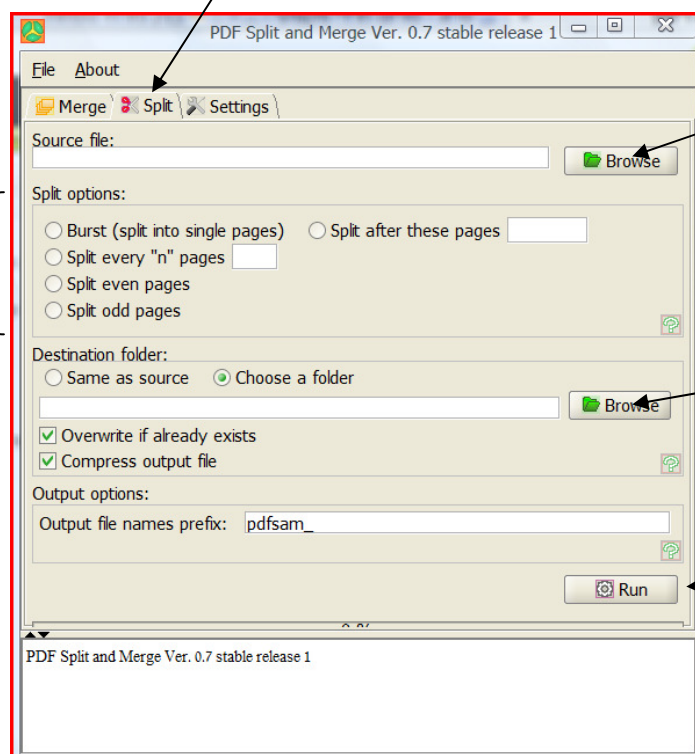 PDF Split and Merge Ver. 0.7 stable release 1
File About
Merge Split Settings
Source file:
Browse
Split options:
Burst (split into single pages) Split after these pages
Split every "n" pages
Split even pages
Split odd pages
Destination folder:
Same as source Choose a folder
Browse
Overwrite if already exists
Compress output file
Output options:
Output file names prefix: pdfsam_
Run
PDF Split and Merge Ver. 0.7 stable release 1